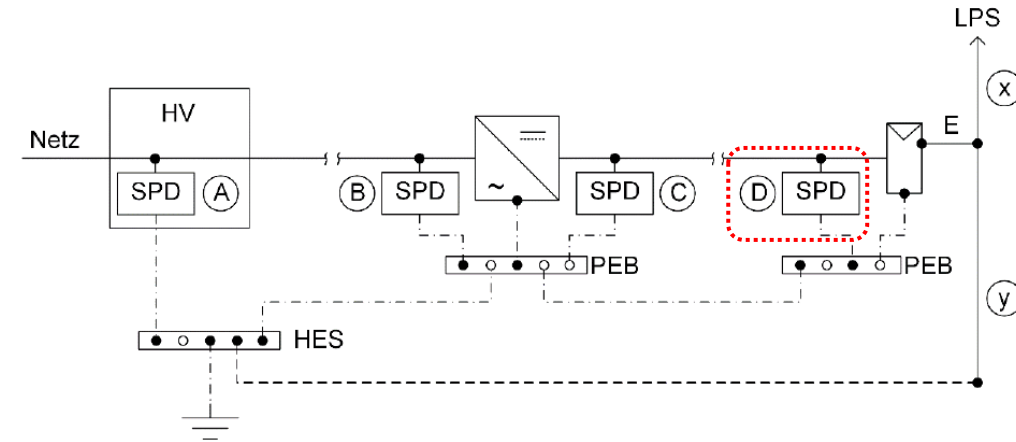 LPS
x
HV
Netz
E
SPD A
B SPD
SPD C
D SPD
~
PEB
PEB
y
HES